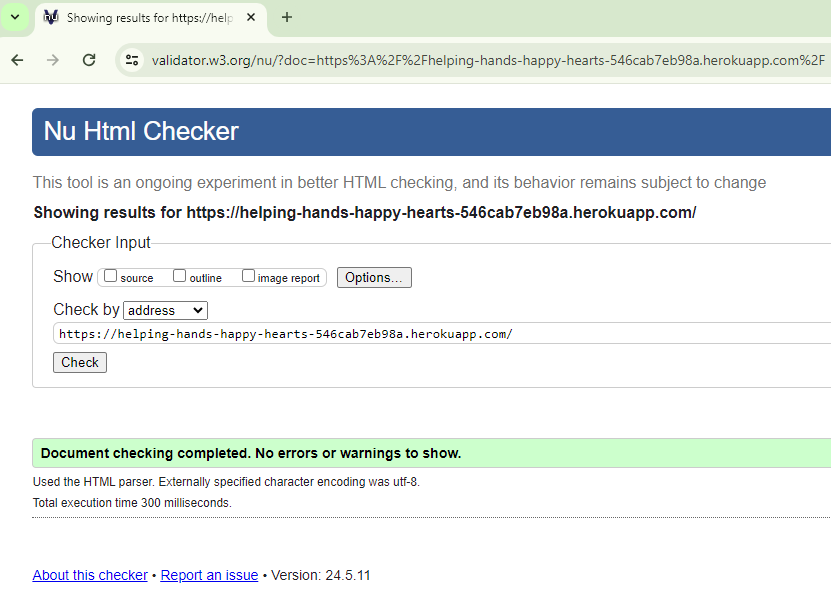 Showing results for https://help
validator.w3.org/nu/?doc=https%3A%2F%2Fhelping-hands-happy-hearts-546cab7eb98a.herokuapp.com%2F
Nu Html Checker
This tool is an ongoing experiment in better HTML checking, and its behavior remains subject to change
Showing results for https://helping-hands-happy-hearts-546cab7eb98a.herokuapp.com/
Checker Input
Show source outline image report Options...
Check by address
https://helping-hands-happy-hearts-546cab7eb98a.herokuapp.com/
Check
Document checking completed. No errors or warnings to show.
Used the HTML parser. Externally specified character encoding was utf-8.
Total execution time 300 milliseconds.
About this checker • Report an issue • Version: 24.5.11